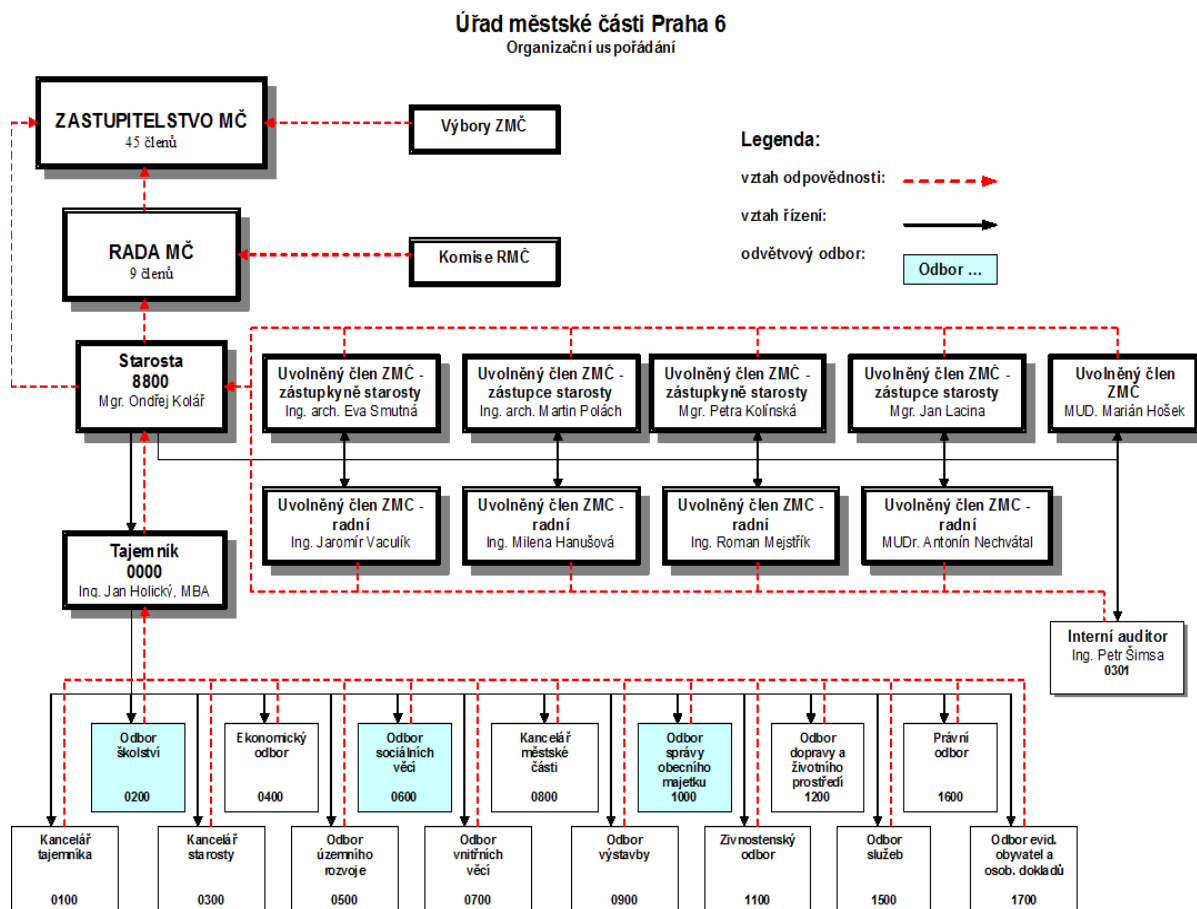 Úřad městské části Praha 6
Organizační uspořádání
ZASTUPITELSTVO MČ
45 členů
Výbory ZMČ
Legenda:
vztah odpovědnosti:
vztah řízení:
odvětvový odbor:
Odbor ...
RADA MČ
9 členů
Komise RMČ
Starosta
8800
Mgr. Ondřej Kolář
Uvolněný člen ZMČ -
zástupkyně starosty
Ing. arch. Eva Smutná
Uvolněný člen ZMČ -
zástupce starosty
Ing. arch. Martin Polách
Uvolněný člen ZMČ -
zástupkyně starosty
Mgr. Petra Kolínská
Uvolněný člen ZMČ -
zástupce starosty
Mgr. Jan Lacina
Uvolněný člen
ZMČ
MUD. Marián Hošek
Uvolněný člen ZMC -
radní
Ing. Jaromír Vaculík
Uvolněný člen ZMC -
radní
Ing. Milena Hanušová
Uvolněný člen ZMC -
radní
Ing. Roman Mejstřík
Uvolněný člen ZMC -
radní
MUDr. Antonín Nechvátal
Tajemník
0000
Ing. Jan Holický, MBA
Interní auditor
Ing. Petr Šimsa
0301
Odbor
školství
0200
Ekonomický
odbor
0400
Odbor
sociálních
věcí
0600
Kancelář
městské
části
0800
Odbor
správy
obecního
majetku
1000
Odbor
dopravy a
životního
prostředí
1200
Právní
odbor
1600
Kancelář
tajemníka
0100
Kancelář
starosty
0300
Odbor
územního
rozvoje
0500
Odbor
vnitřních
věcí
0700
Odbor
výstavby
0900
Zivnostenský
odbor
1100
Odbor
služeb
1500
Odbor evid.
obyvatel a
osob. dokladů
1700